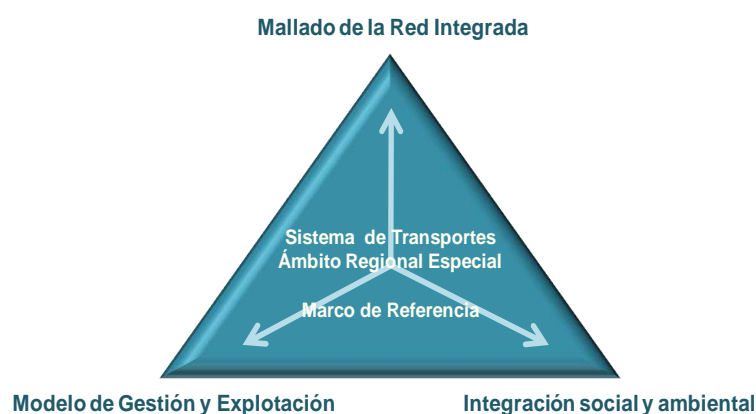 Mallado de la Red Integrada
Sistema de Transportes
Ámbito Regional Especial
Marco de Referencia
Modelo de Gestión y Explotación
Integración social y ambiental